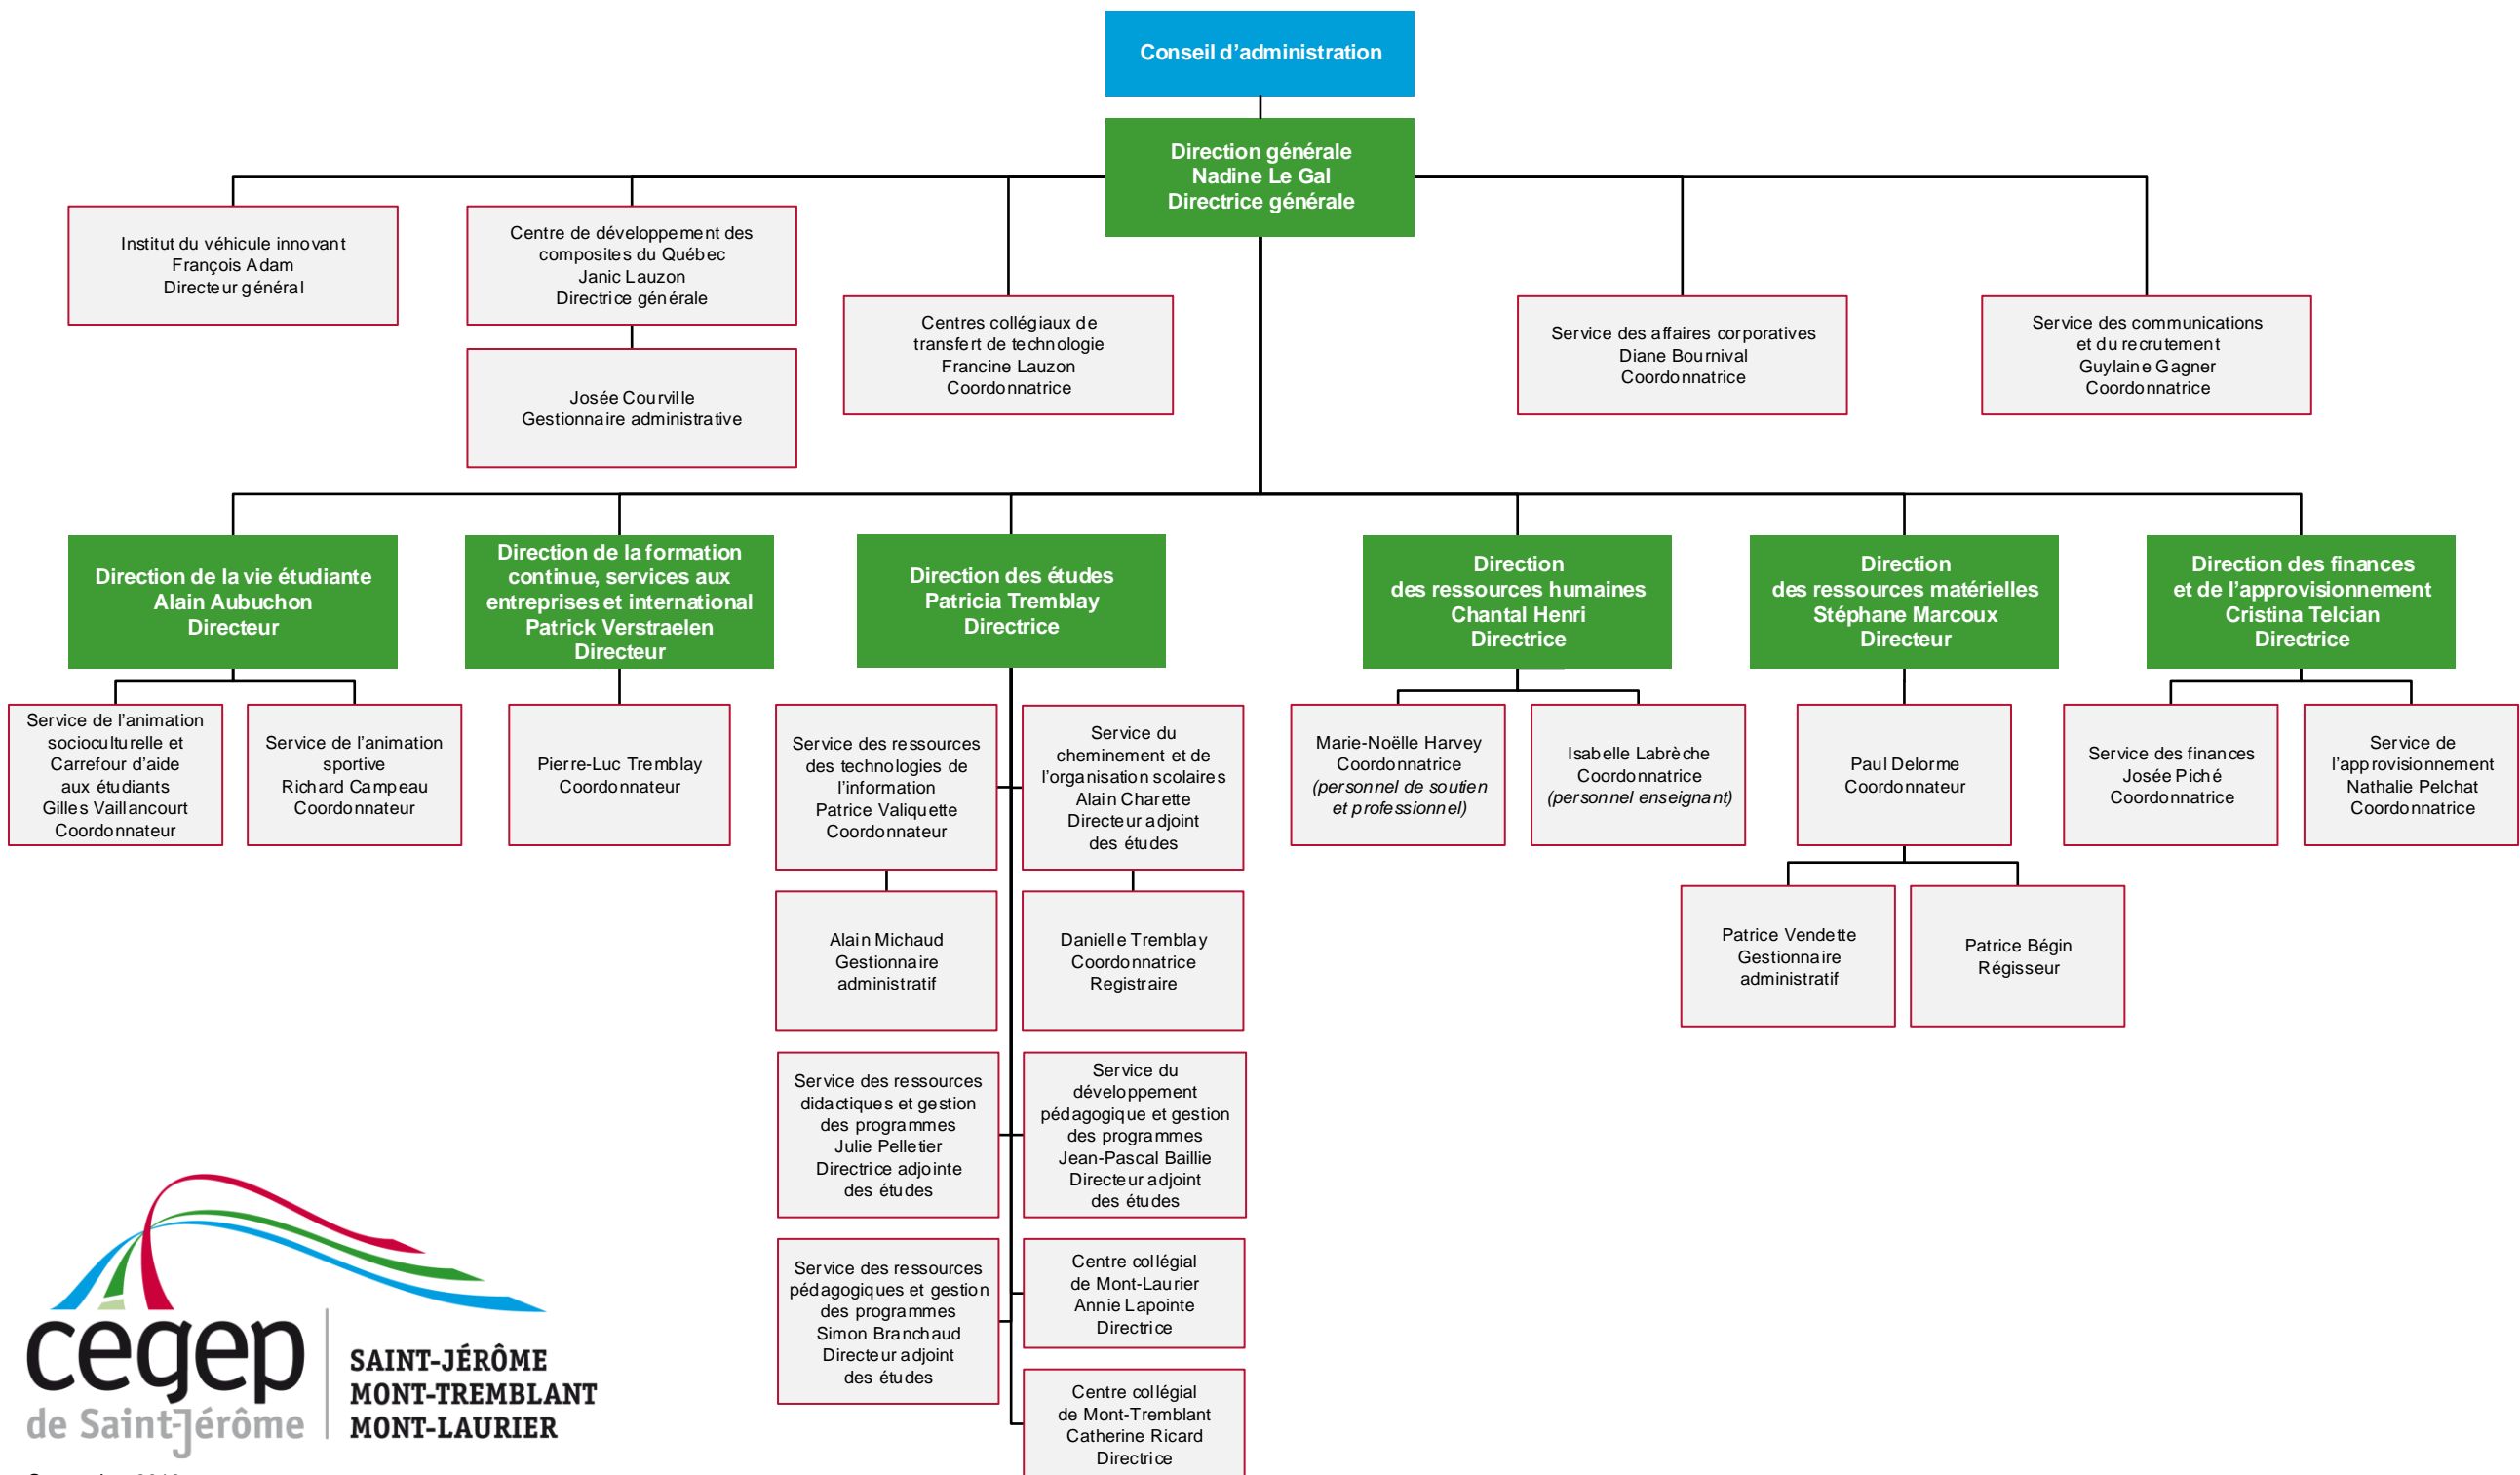 Conseil d'administration
Direction générale
Nadine Le Gal
Directrice générale
Institut du véhicule innovant
François Adam
Directeur général
Centre de développement des
composites du Québec
Janic Lauzon
Directrice générale
Josée Courville
Gestionnaire administrative
Centres collégiaux de
transfert de technologie
Francine Lauzon
Coordonnatrice
Service des affaires corporatives
Diane Bournival
Coordonnatrice
Service des communications
et du recrutement
Guylaine Gagner
Coordonnatrice
Direction de la vie étudiante
Alain Aubuchon
Directeur
Direction de la formation
continue, services aux
entreprises et international
Patrick Verstraelen
Directeur
Direction des études
Patricia Tremblay
Directrice
Direction
des ressources humaines
Chantal Henri
Directrice
Direction
des ressources matérielles
Stéphane Marcoux
Directeur
Direction des finances
et de l'approvisionnement
Cristina Telcian
Directrice
Service de l'animation
socioculturelle et
Carrefour d'aide
aux étudiants
Gilles Vaillancourt
Coordonnateur
Service de l'animation
sportive
Richard Campeau
Coordonnateur
Pierre-Luc Tremblay
Coordonnateur
Service des ressources
des technologies de
l'information
Patrice Valiquette
Coordonnateur
Service du
cheminement et de
l'organisation scolaires
Alain Charette
Directeur adjoint
des études
Marie-Noëlle Harvey
Coordonnatrice
(personnel de soutien
et professionnel)
Isabelle Labrèche
Coordonnatrice
(personnel enseignant)
Paul Delorme
Coordonnateur
Service des finances
Josée Piché
Coordonnatrice
Service de
l'approvisionnement
Nathalie Pelchat
Coordonnatrice
Alain Michaud
Gestionnaire
administratif
Danielle Tremblay
Coordonnatrice
Registraire
Patrice Vendette
Gestionnaire
administratif
Patrice Bégin
Régisseur
Service des ressources
didactiques et gestion
des programmes
Julie Pelletier
Directrice adjointe
des études
Service du
développement
pédagogique et gestion
des programmes
Jean-Pascal Baillie
Directeur adjoint
des études
Service des ressources
pédagogiques et gestion
des programmes
Simon Branchaud
Directeur adjoint
des études
Centre collégial
de Mont-Laurier
Annie Lapointe
Directrice
Centre collégial
de Mont-Tremblant
Catherine Ricard
Directrice
cegep
de Saint-Jérôme
SAINT-JÉRÔME
MONT-TREMBLANT
MONT-LAURIER